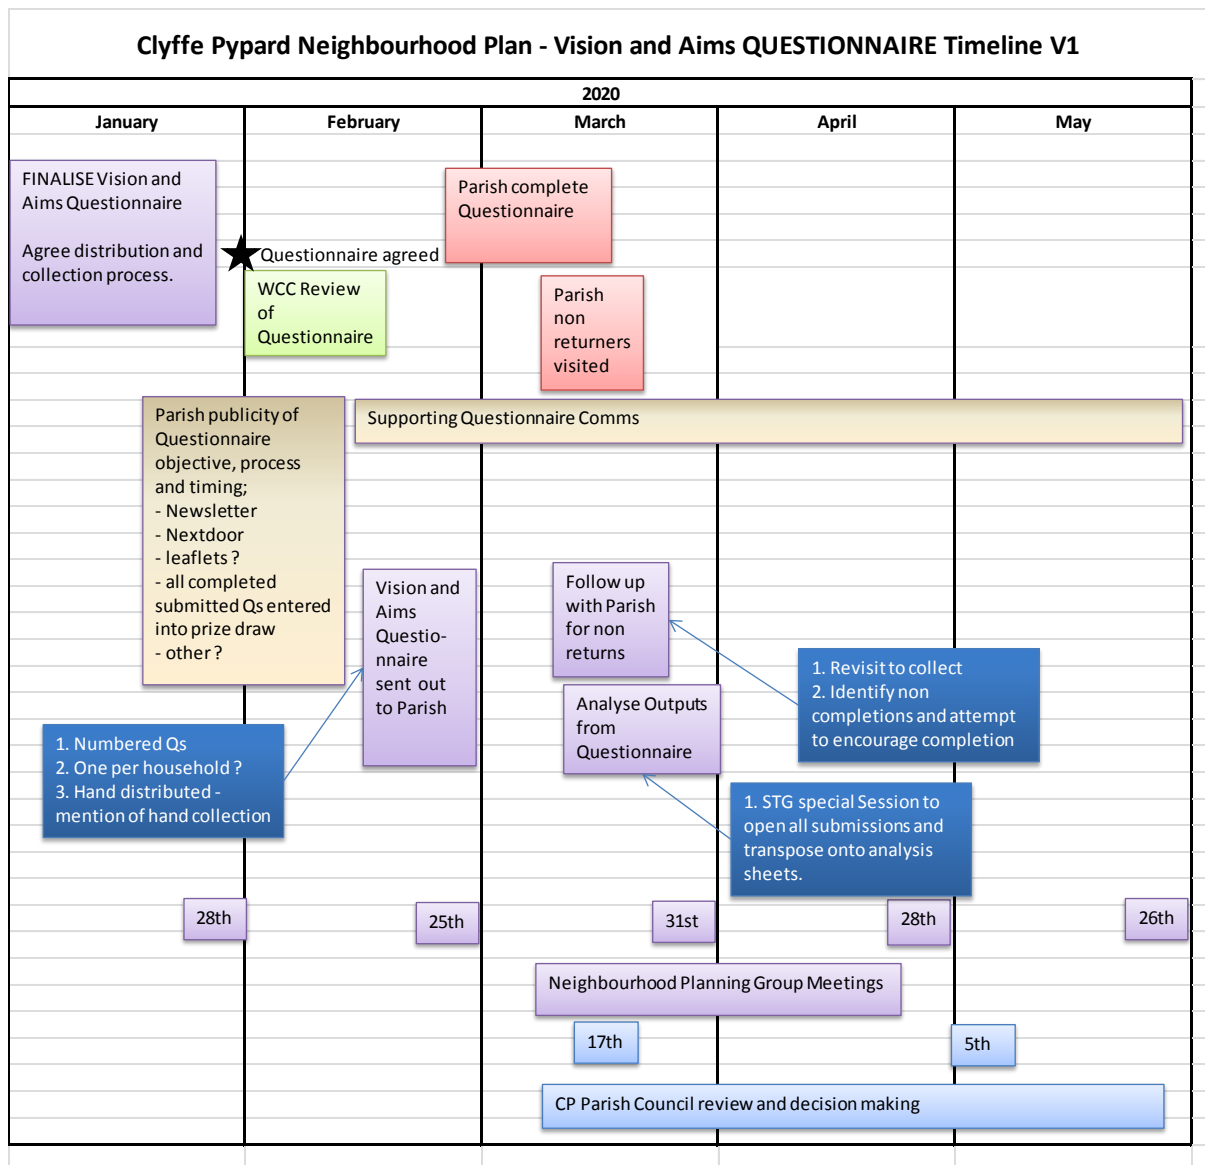 Clyffe Pypard Neighbourhood Plan - Vision and Aims QUESTIONNAIRE Timeline V1
2020
January
February
March
April
May
FINALISE Vision and
Aims Questionnaire
Agree distribution and
collection process.
Questionnaire agreed
WCC Review
of
Questionnaire
Parish complete
Questionnaire
Parish
non
returners
visited
Parish publicity of
Questionnaire
objective, process
and timing;
- Newsletter
- Nextdoor
- leaflets ?
- all completed
submitted Qs entered
into prize draw
- other ?
Supporting Questionnaire Comms
Vision and
Aims
Questio-
nnaire
sent out
to Parish
Follow up
with Parish
for non
returns
1. Revisit to collect
2. Identify non
completions and attempt
to encourage completion
Analyse Outputs
from
Questionnaire
1. Numbered Qs
2. One per household ?
3. Hand distributed -
mention of hand collection
1. STG special Session to
open all submissions and
transpose onto analysis
sheets.
28th
25th
31st
28th
26th
Neighbourhood Planning Group Meetings
17th
5th
CP Parish Council review and decision making